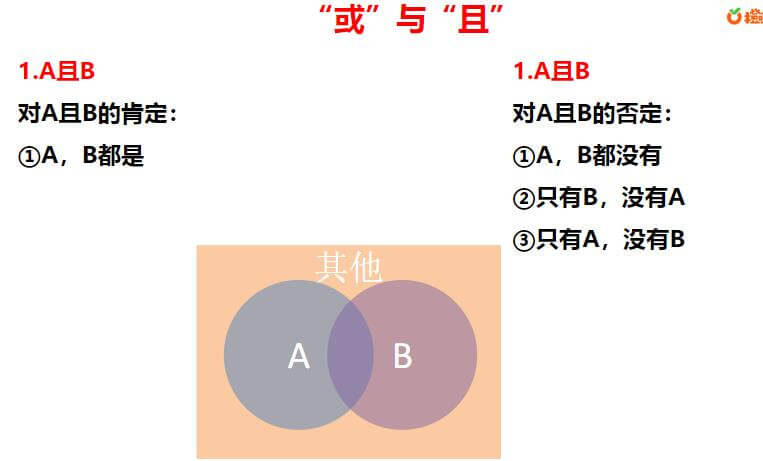 “或”与“且”
1.A且B
对A且B的肯定：
①A，B都是
1.A且B
对A且B的否定：
①A，B都没有
②只有B，没有A
③只有A，没有B
其他
A
B